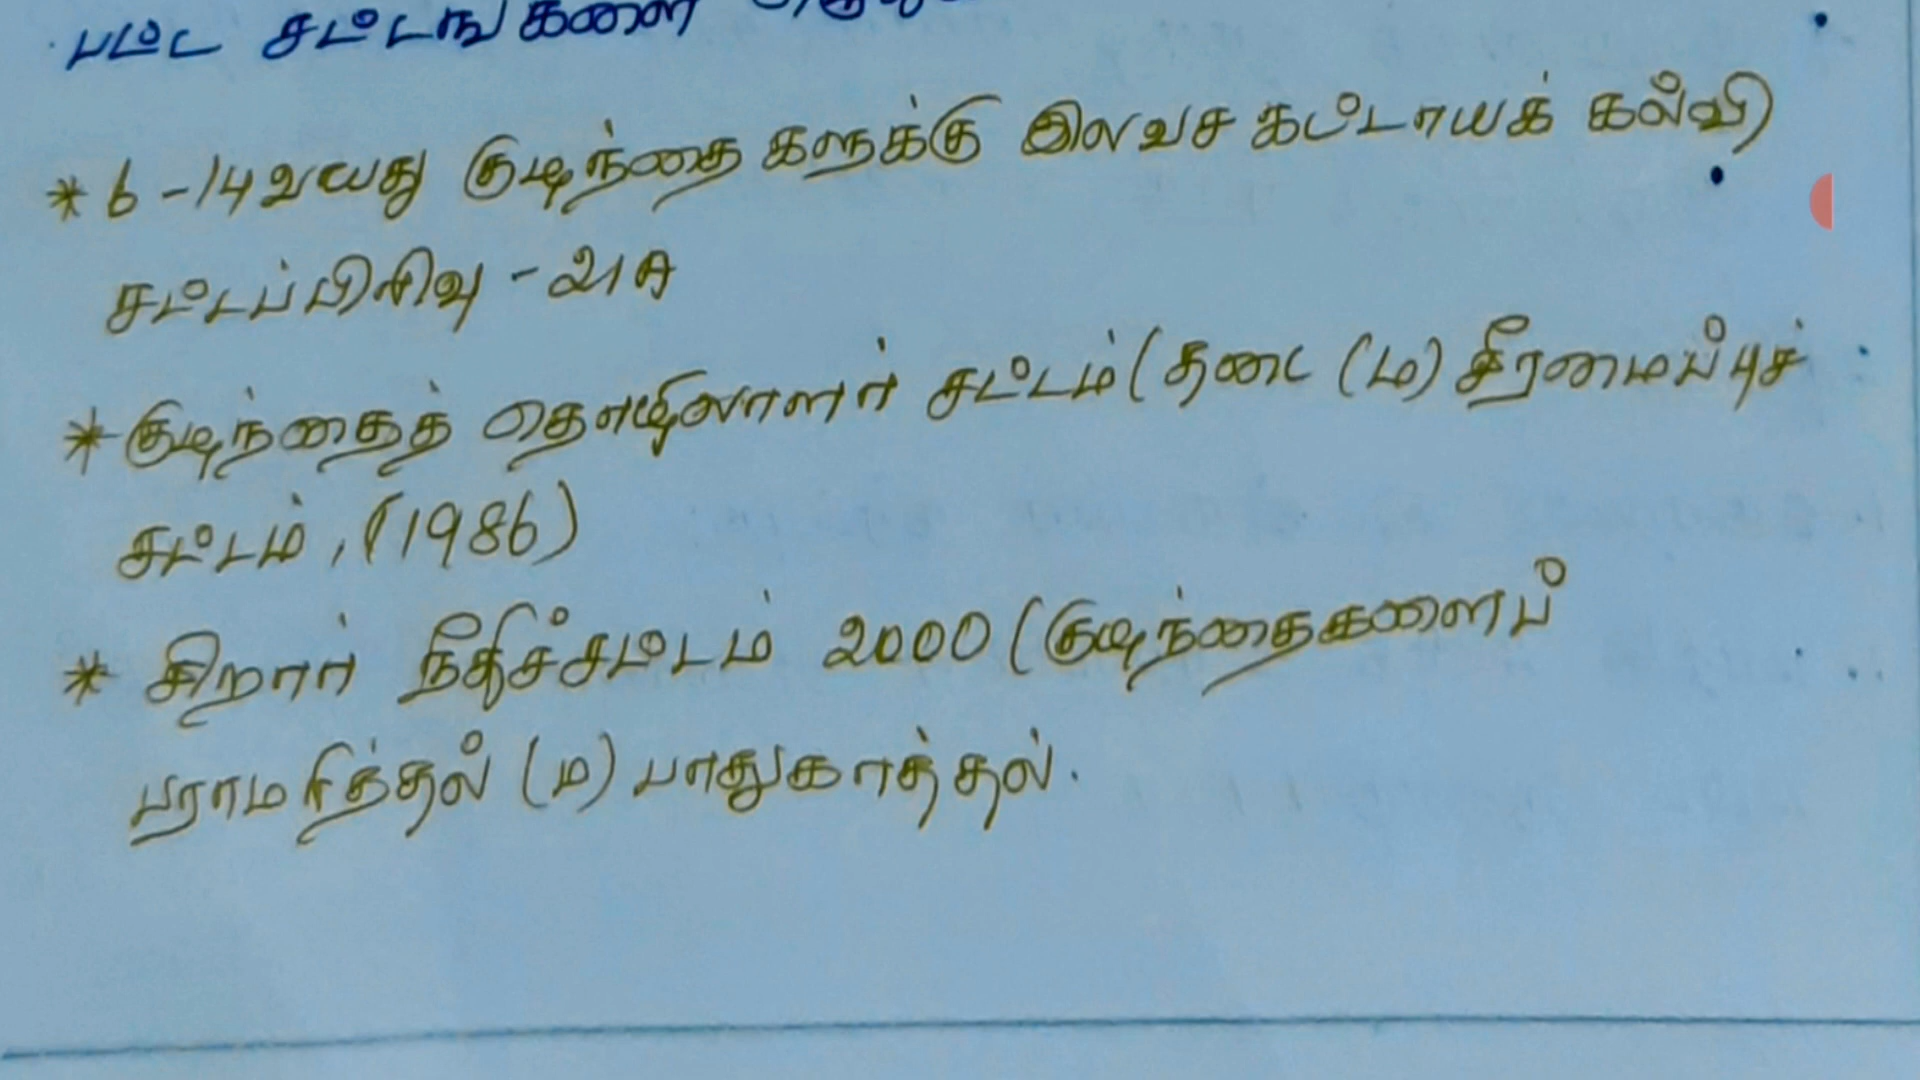 பட்ட சட்டங்களை
* 6-14 வயது குழந்தைகளுக்கு இலவச கட்டாயக் கல்வி
சட்டப்பிரிவு - 21A
* குழந்தைத் தொழிலாளர் சட்டம் (தடை (ம) சீரமைப்புச்
சட்டம், (1986)
* சிறார் நீதிச்சட்டம் 2000 (குழந்தைகளைப்
பராமரித்தல் (ம) பாதுகாத்தல்.